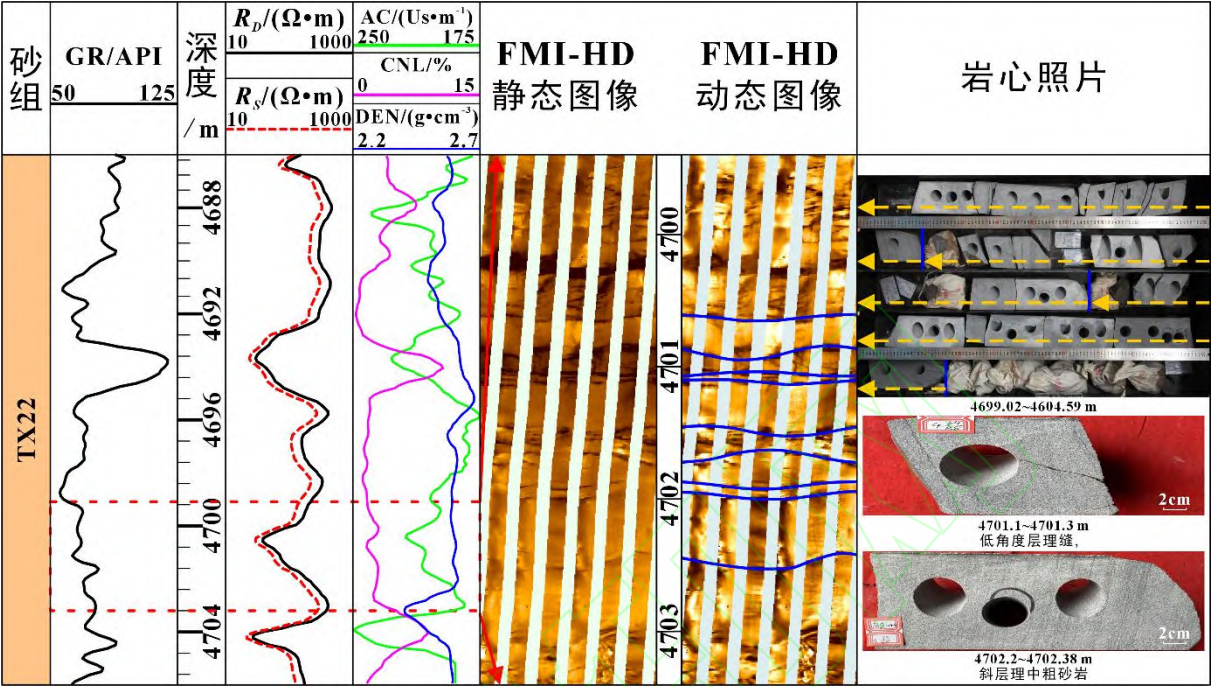 砂组
GR/API
50 125
深度/m
R_D/(Ω•m)
10 1000
R_S/(Ω•m)
10 1000
AC/(Us•m⁻¹)
250 175
CNL/%
0 15
DEN/(g•cm⁻³)
2.2 2.7
FMI-HD
静态图像
FMI-HD
动态图像
岩心照片
TX22
4688
4692
4696
4700
4704
4700
4701
4702
4703
4699.02~4604.59 m
2cm
4701.1~4701.3 m
低角度层理缝,
2cm
4702.2~4702.38 m
斜层理中粗砂岩